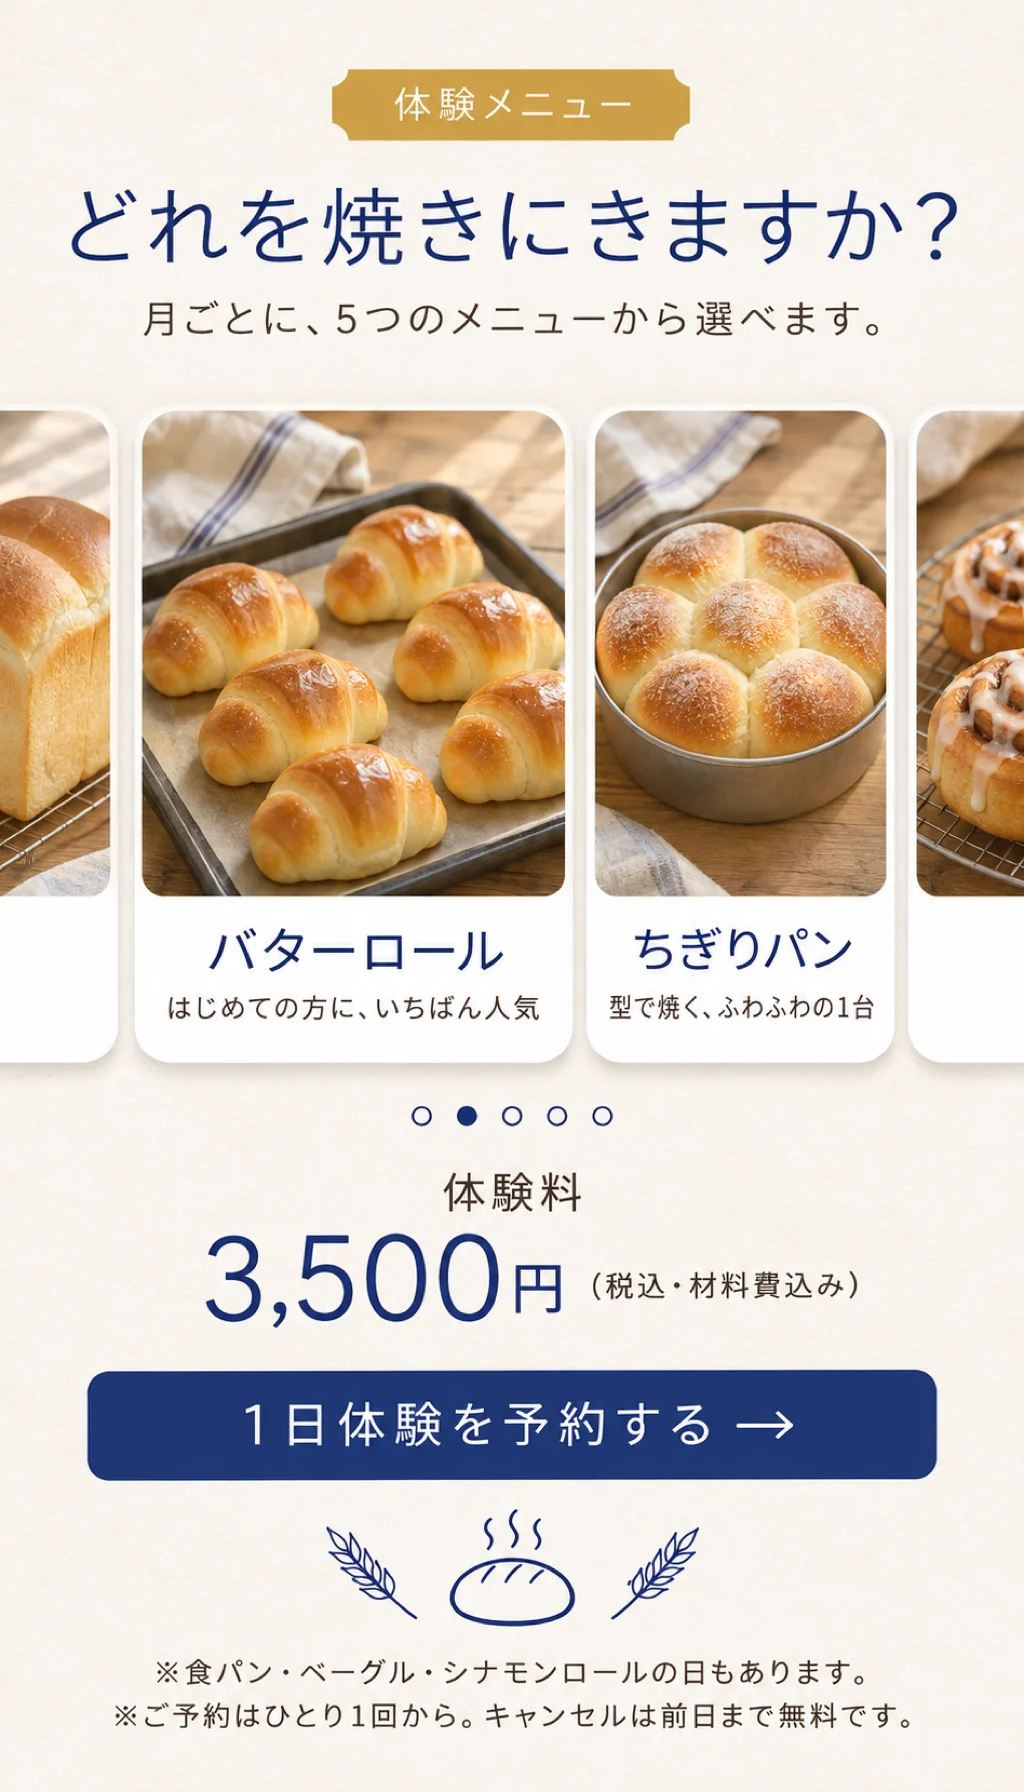 体験メニュー
どれを焼きにきますか？
月ごとに、5つのメニューから選べます。
バターロール
はじめての方に、いちばん人気
ちぎりパン
型で焼く、ふわふわの1台
体験料
3,500円（税込・材料費込み）
1日体験を予約する →
※食パン・ベーグル・シナモンロールの日もあります。
※ご予約はひとり1回から。キャンセルは前日まで無料です。